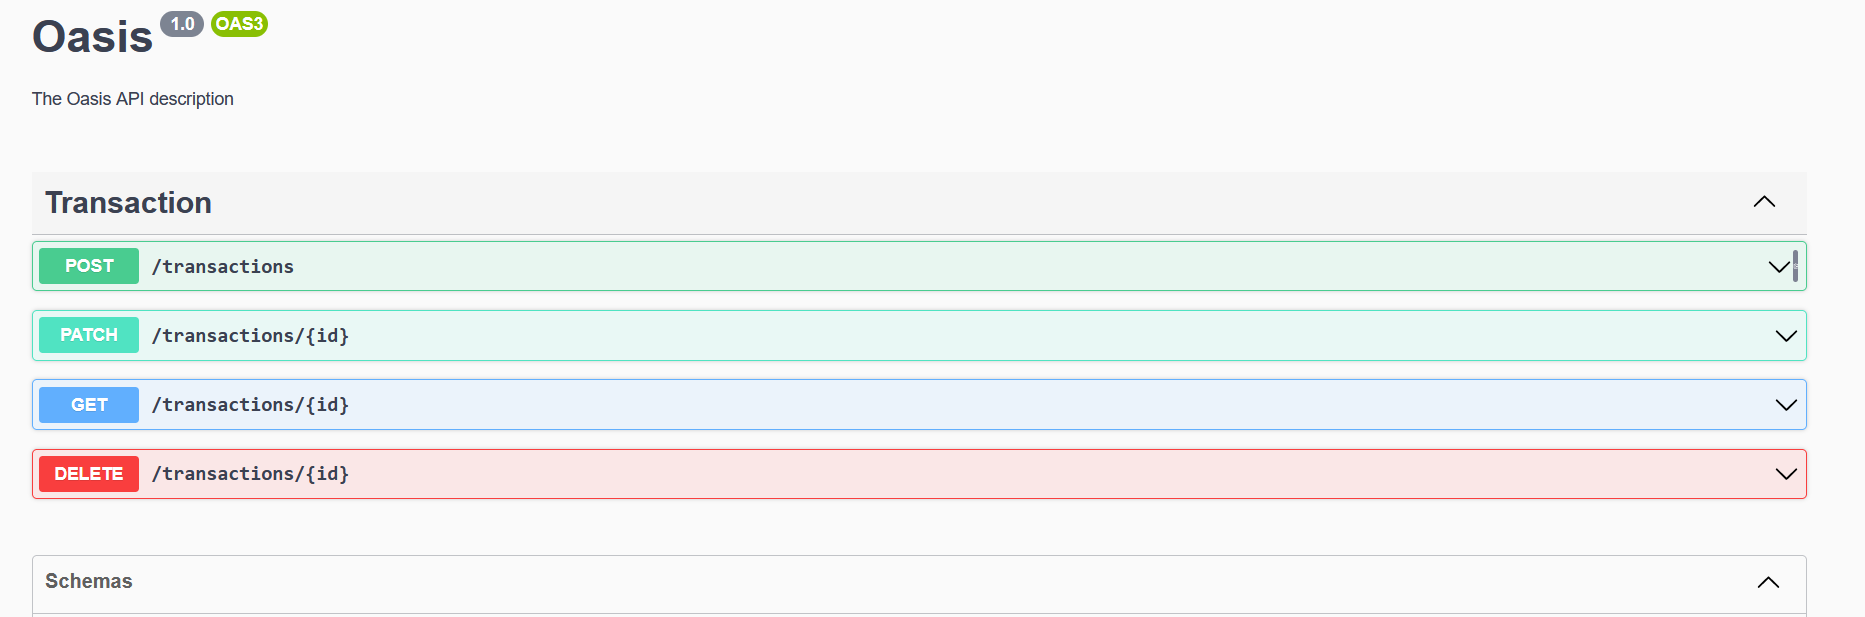 Oasis 1.0 OAS3
The Oasis API description
Transaction
POST /transactions
PATCH /transactions/{id}
GET /transactions/{id}
DELETE /transactions/{id}
Schemas